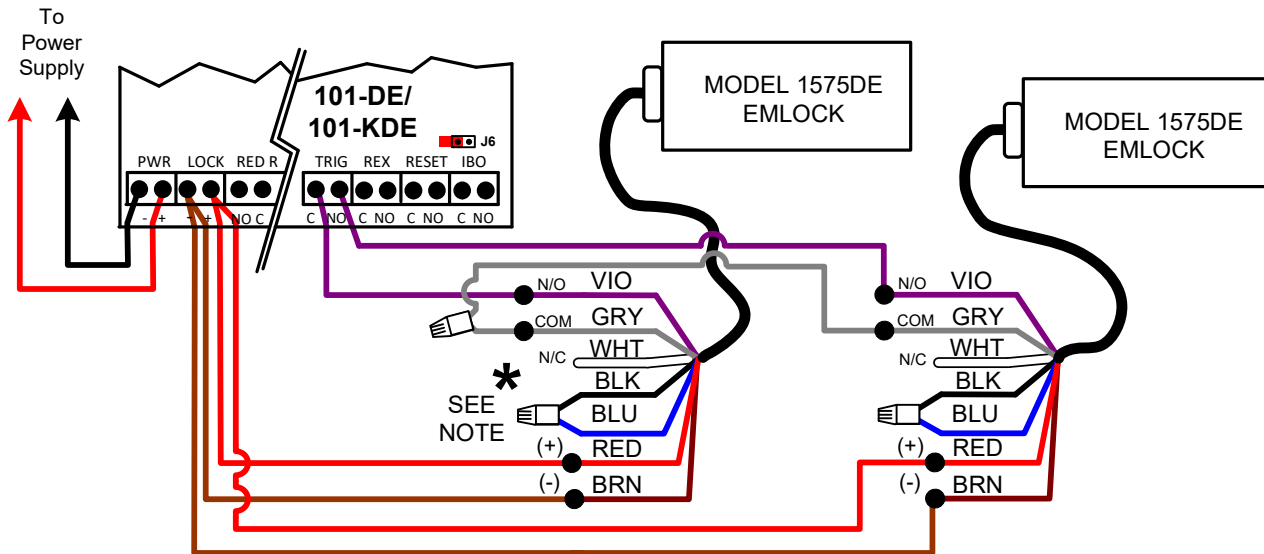 To
Power
Supply
101-DE/
101-KDE
J6
PWR LOCK RED R TRIG REX RESET IBO
- + - + NO C C NO C NO C NO C NO
MODEL 1575DE
EMLOCK
MODEL 1575DE
EMLOCK
N/O VIO
COM GRY
N/C WHT
BLK
BLU
(+) RED
(-) BRN
*
SEE
NOTE
N/O VIO
COM GRY
N/C WHT
BLK
BLU
(+) RED
(-) BRN